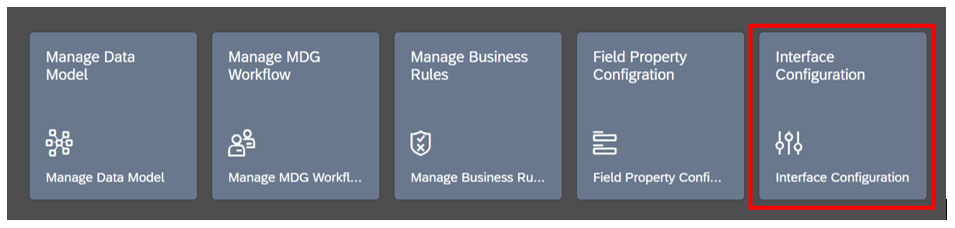 Manage Data
Model
Manage Data Model
Manage MDG
Workflow
Manage MDG Workfl...
Manage Business
Rules
Manage Business Ru...
Field Property
Configration
Field Property Confi...
Interface
Configuration
Interface Configuration